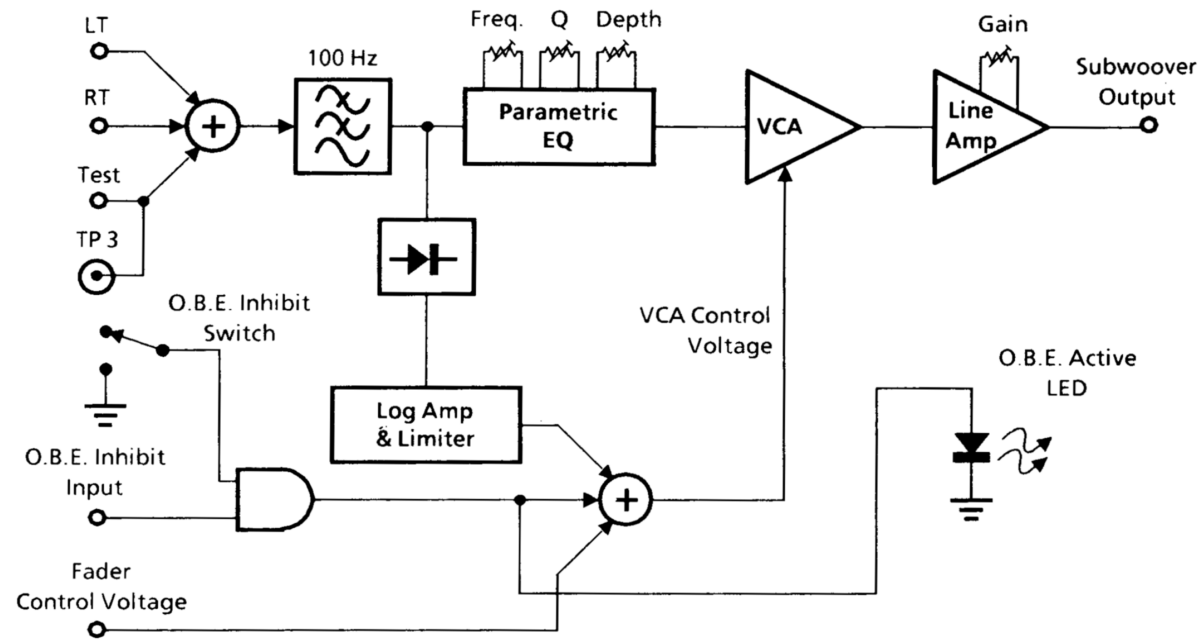 LT
RT
Test
TP 3
100 Hz
Freq.
Q
Depth
Parametric
EQ
VCA
Gain
Line
Amp
Subwoover
Output
O.B.E. Inhibit
Switch
VCA Control
Voltage
O.B.E. Active
LED
Log Amp
& Limiter
O.B.E. Inhibit
Input
Fader
Control Voltage